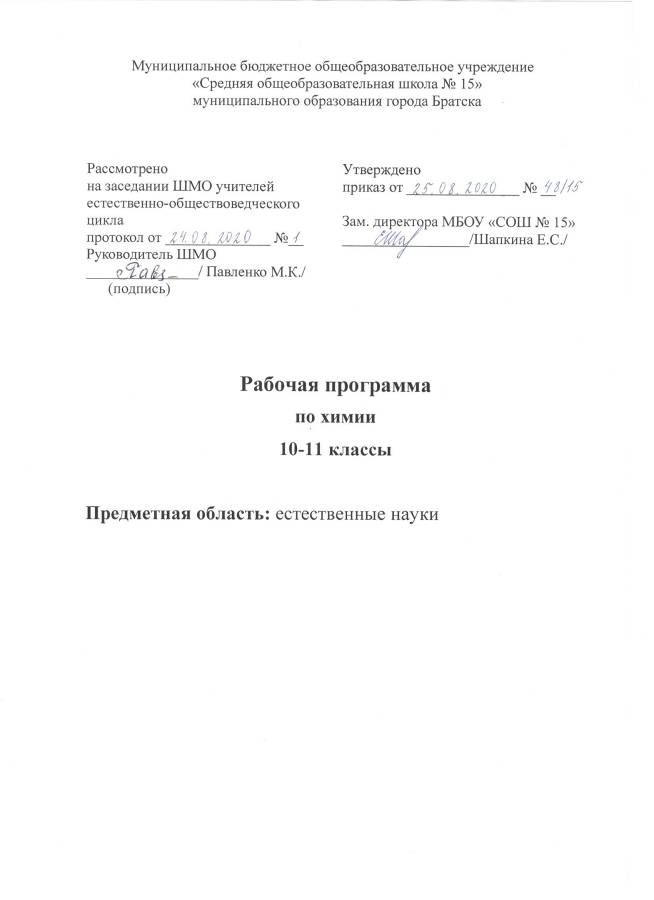 Муниципальное бюджетное общеобразовательное учреждение
«Средняя общеобразовательная школа № 15»
муниципального образования города Братска
Рассмотрено
на заседании ШМО учителей
естественно-обществоведческого
цикла
протокол от 24.08.2020 № 1
Руководитель ШМО
/ Павленко М.К./
(подпись)
Утверждено
приказ от 25.08.2020 № 48/15
Зам. директора МБОУ «СОШ № 15»
/Шапкина Е.С./
Рабочая программа
по химии
10-11 классы
Предметная область: естественные науки